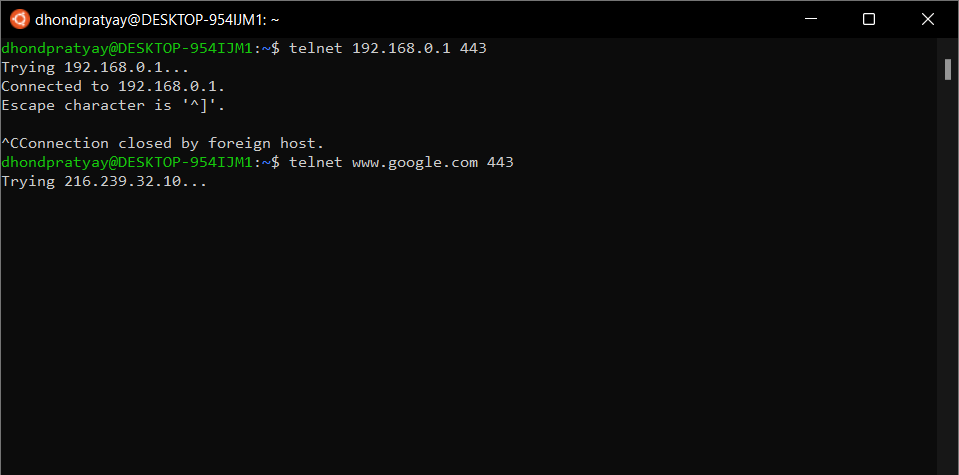 dhondpratyay@DESKTOP-954IJM1: ~
dhondpratyay@DESKTOP-954IJM1:~$ telnet 192.168.0.1 443
Trying 192.168.0.1...
Connected to 192.168.0.1.
Escape character is '^]'.
^CConnection closed by foreign host.
dhondpratyay@DESKTOP-954IJM1:~$ telnet www.google.com 443
Trying 216.239.32.10...